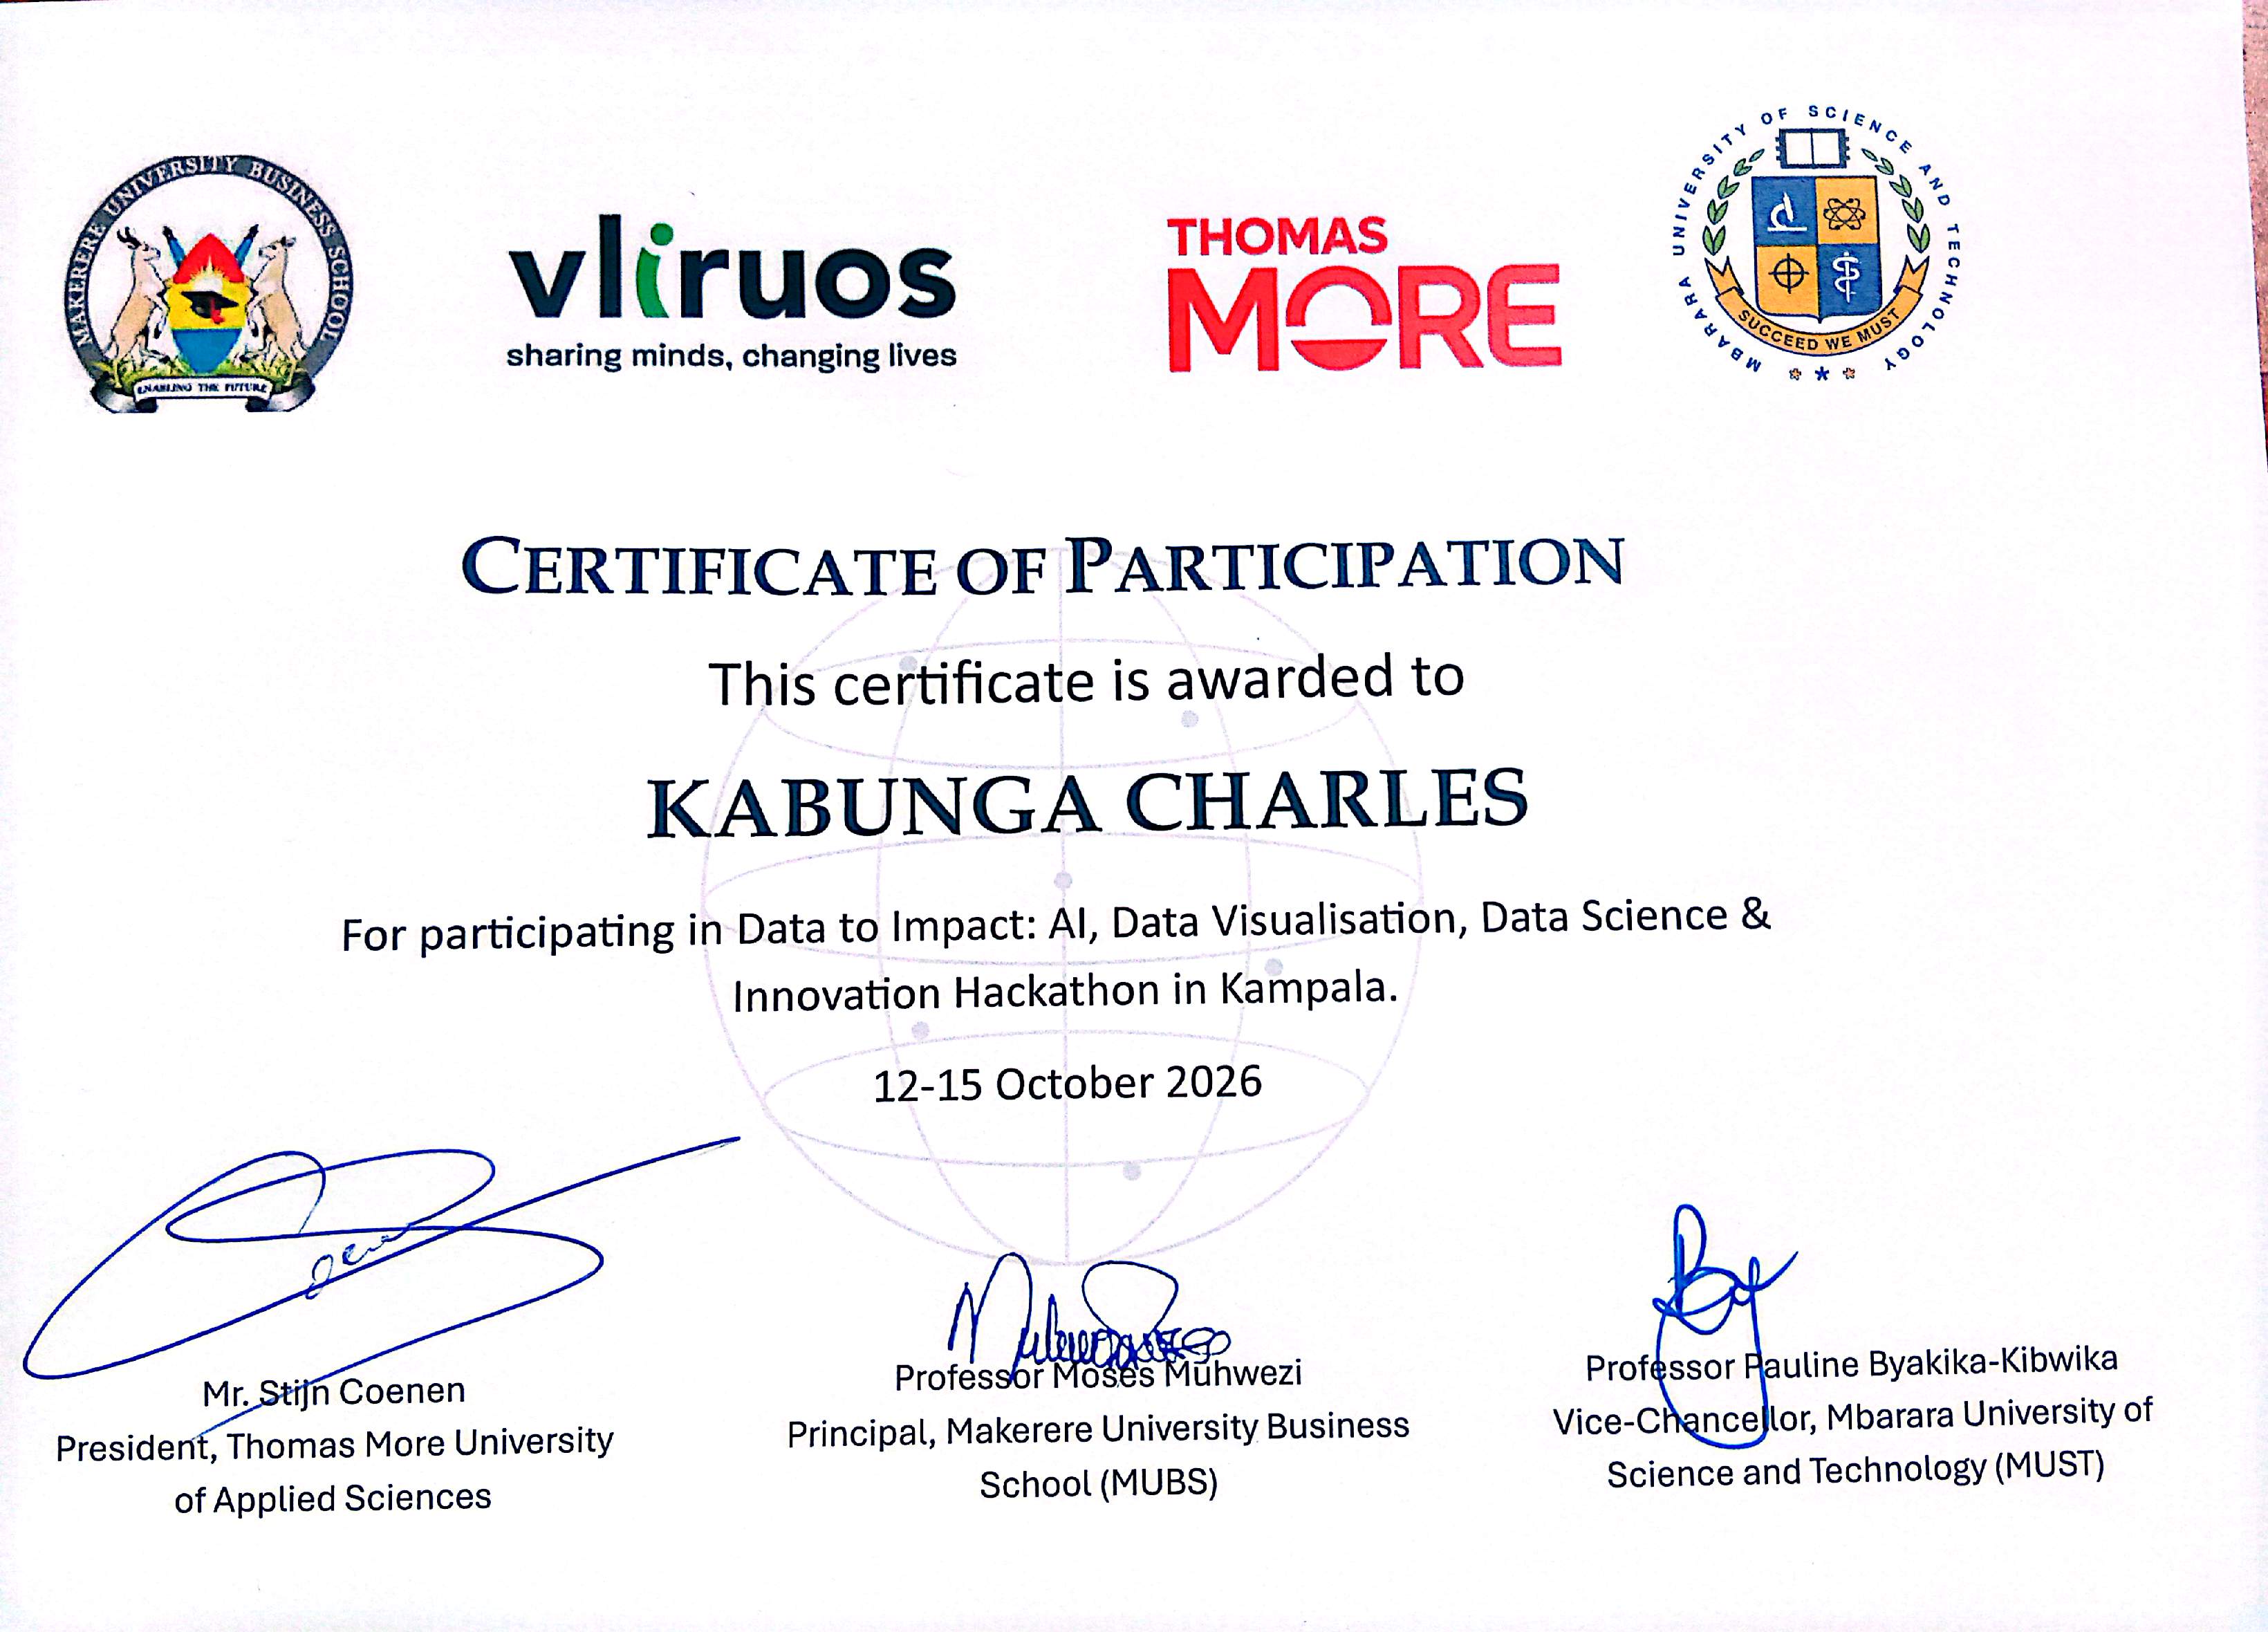 MAKERERE UNIVERSITY BUSINESS SCHOOL
ENABLING THE FUTURE
vliruos
sharing minds, changing lives
THOMAS
MORE
MBARARA UNIVERSITY OF SCIENCE AND TECHNOLOGY
SUCCEED WE MUST
CERTIFICATE OF PARTICIPATION
This certificate is awarded to
KABUNGA CHARLES
For participating in Data to Impact: AI, Data Visualisation, Data Science &
Innovation Hackathon in Kampala.
12-15 October 2026
Mr. Stijn Coenen
President, Thomas More University
of Applied Sciences
Professor Moses Muhwezi
Principal, Makerere University Business
School (MUBS)
Professor Pauline Byakika-Kibwika
Vice-Chancellor, Mbarara University of
Science and Technology (MUST)